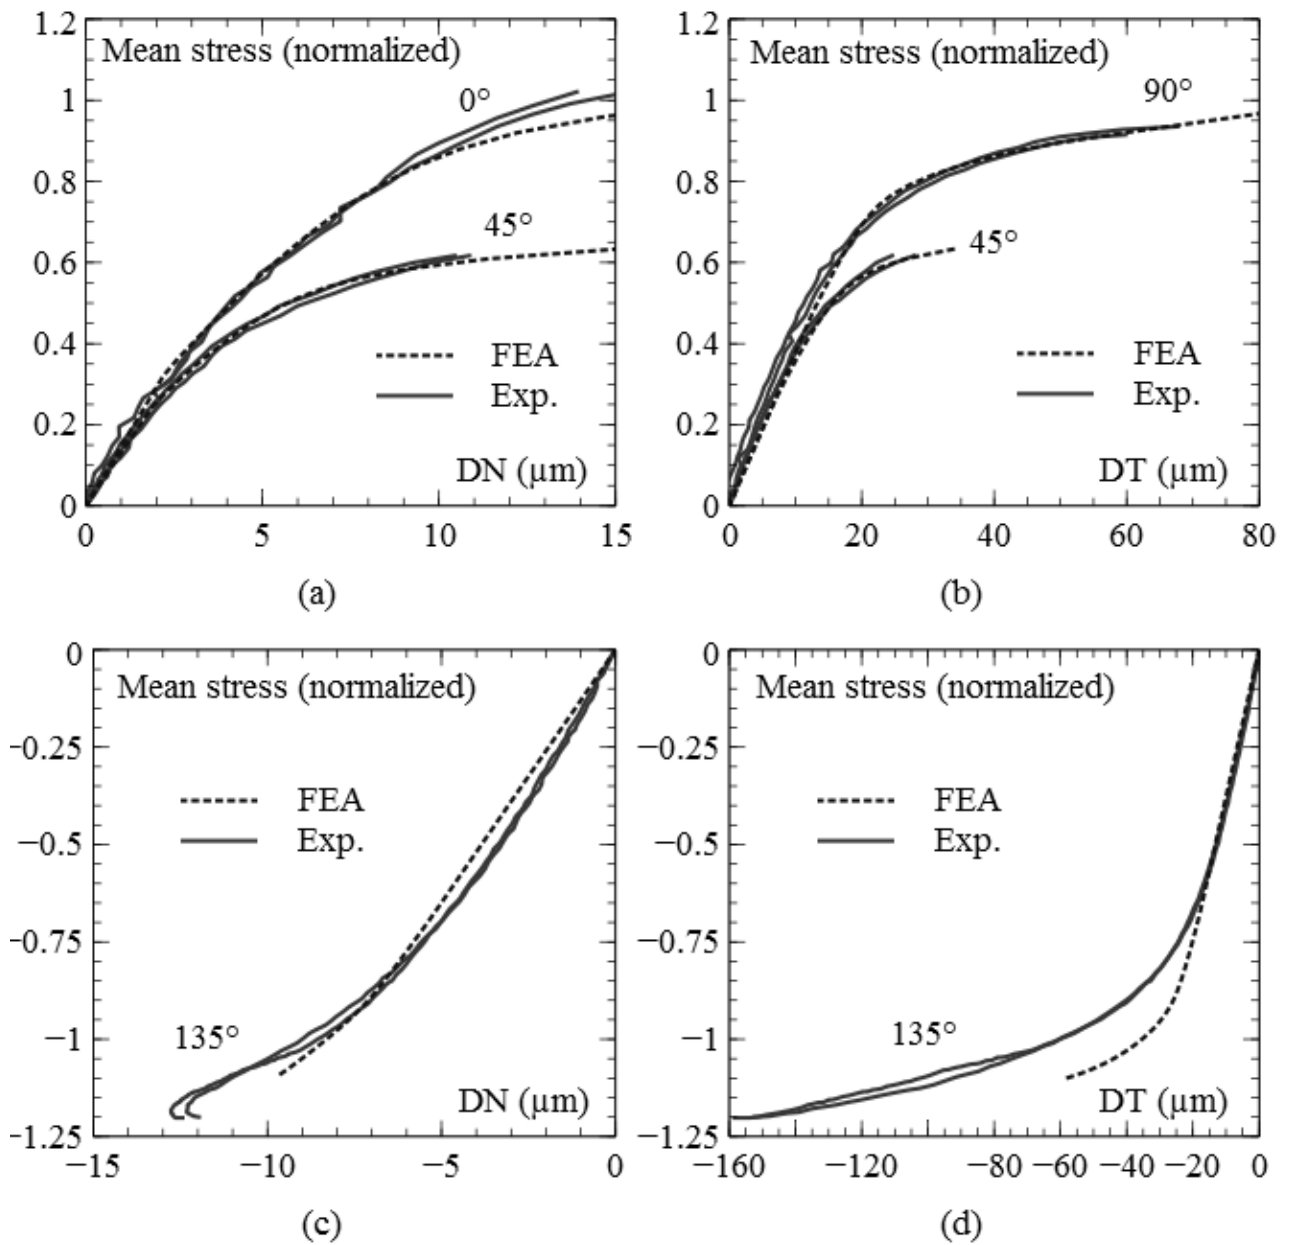 1.2
Mean stress (normalized)
0°
1
0.8
45°
0.6
0.4
FEA
Exp.
0.2
DN (μm)
0
0 5 10 15
(a)
1.2
Mean stress (normalized)
90°
1
0.8
45°
0.6
0.4
FEA
Exp.
0.2
DT (μm)
0
0 20 40 60 80
(b)
0
Mean stress (normalized)
−0.25
FEA
Exp.
−0.5
−0.75
135°
−1
DN (μm)
−1.25
−15 −10 −5 0
(c)
0
Mean stress (normalized)
−0.25
FEA
Exp.
−0.5
−0.75
135°
−1
DT (μm)
−1.25
−160 −120 −80 −60 −40 −20 0
(d)